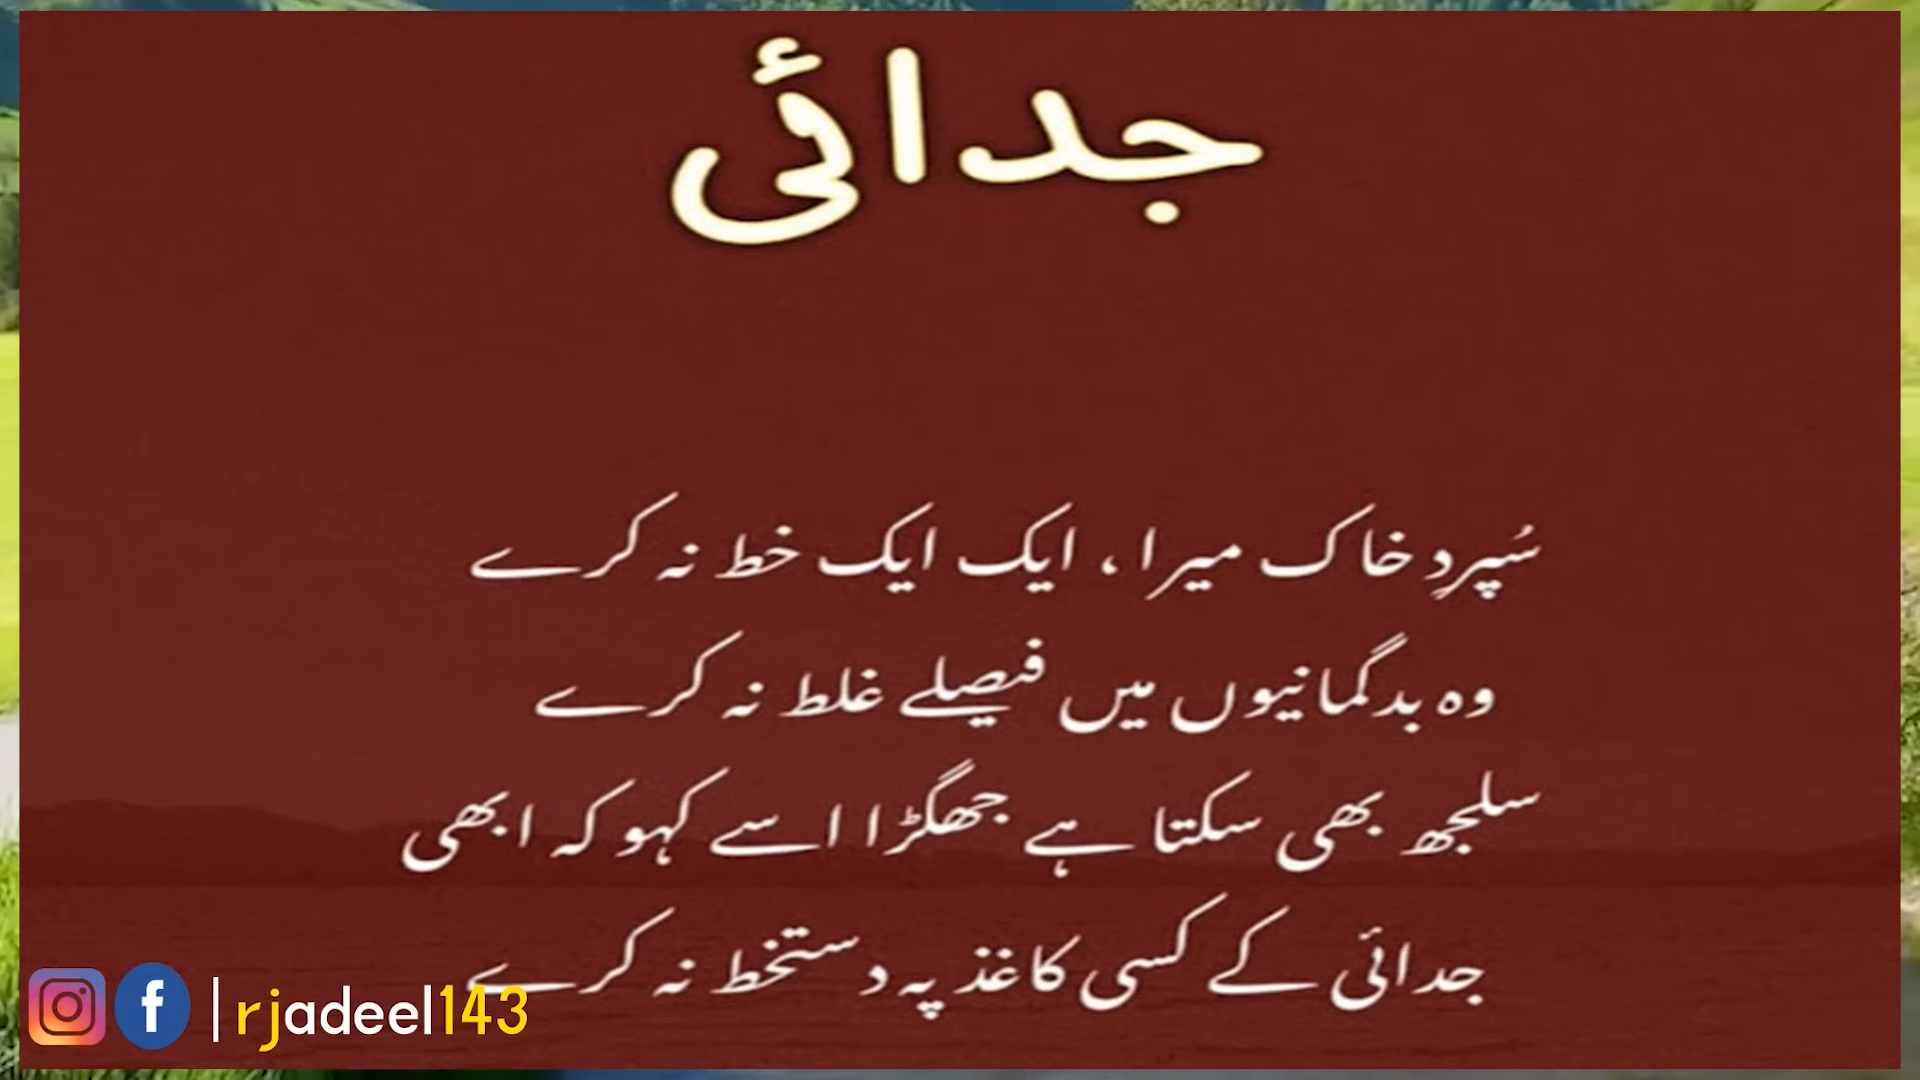 جدائی
سُپردِ خاک میرا، ایک ایک خط نہ کرے
وہ بدگمانیوں میں فیصلے غلط نہ کرے
سلجھ بھی سکتا ہے جھگڑا اسے کہو کہ ابھی
جدائی کے کسی کاغذ پہ دستخط نہ کرے
| rjadeel143